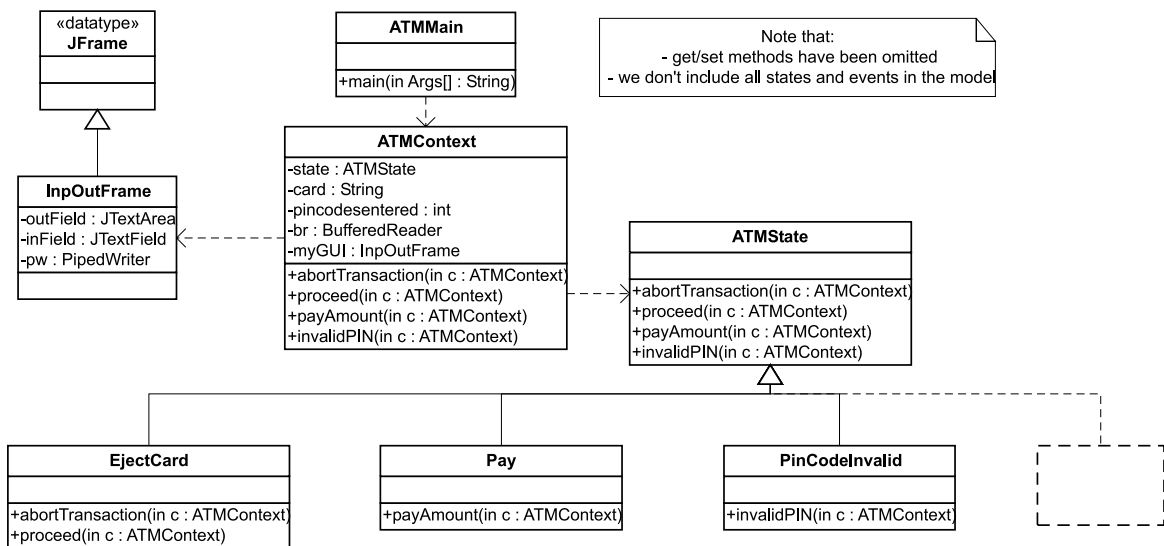 «datatype»
JFrame
ATMMain
+main(in Args[] : String)
Note that:
- get/set methods have been omitted
- we don't include all states and events in the model
ATMContext
-state : ATMState
-card : String
-pincodesentered : int
-br : BufferedReader
-myGUI : InpOutFrame
+abortTransaction(in c : ATMContext)
+proceed(in c : ATMContext)
+payAmount(in c : ATMContext)
+invalidPIN(in c : ATMContext)
InpOutFrame
-outField : JTextArea
-inField : JTextField
-pw : PipedWriter
ATMState
+abortTransaction(in c : ATMContext)
+proceed(in c : ATMContext)
+payAmount(in c : ATMContext)
+invalidPIN(in c : ATMContext)
EjectCard
+abortTransaction(in c : ATMContext)
+proceed(in c : ATMContext)
Pay
+payAmount(in c : ATMContext)
PinCodeInvalid
+invalidPIN(in c : ATMContext)